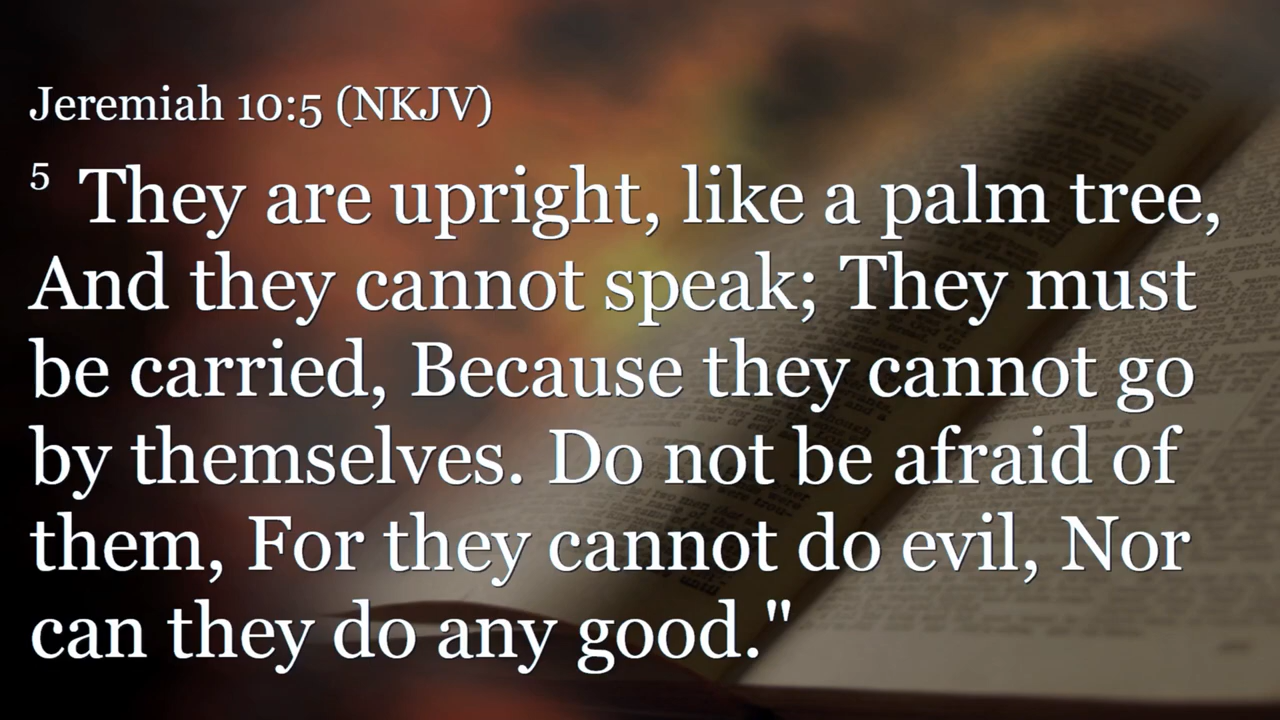 Jeremiah 10:5 (NKJV)
5 They are upright, like a palm tree,
And they cannot speak; They must
be carried, Because they cannot go
by themselves. Do not be afraid of
them, For they cannot do evil, Nor
can they do any good."